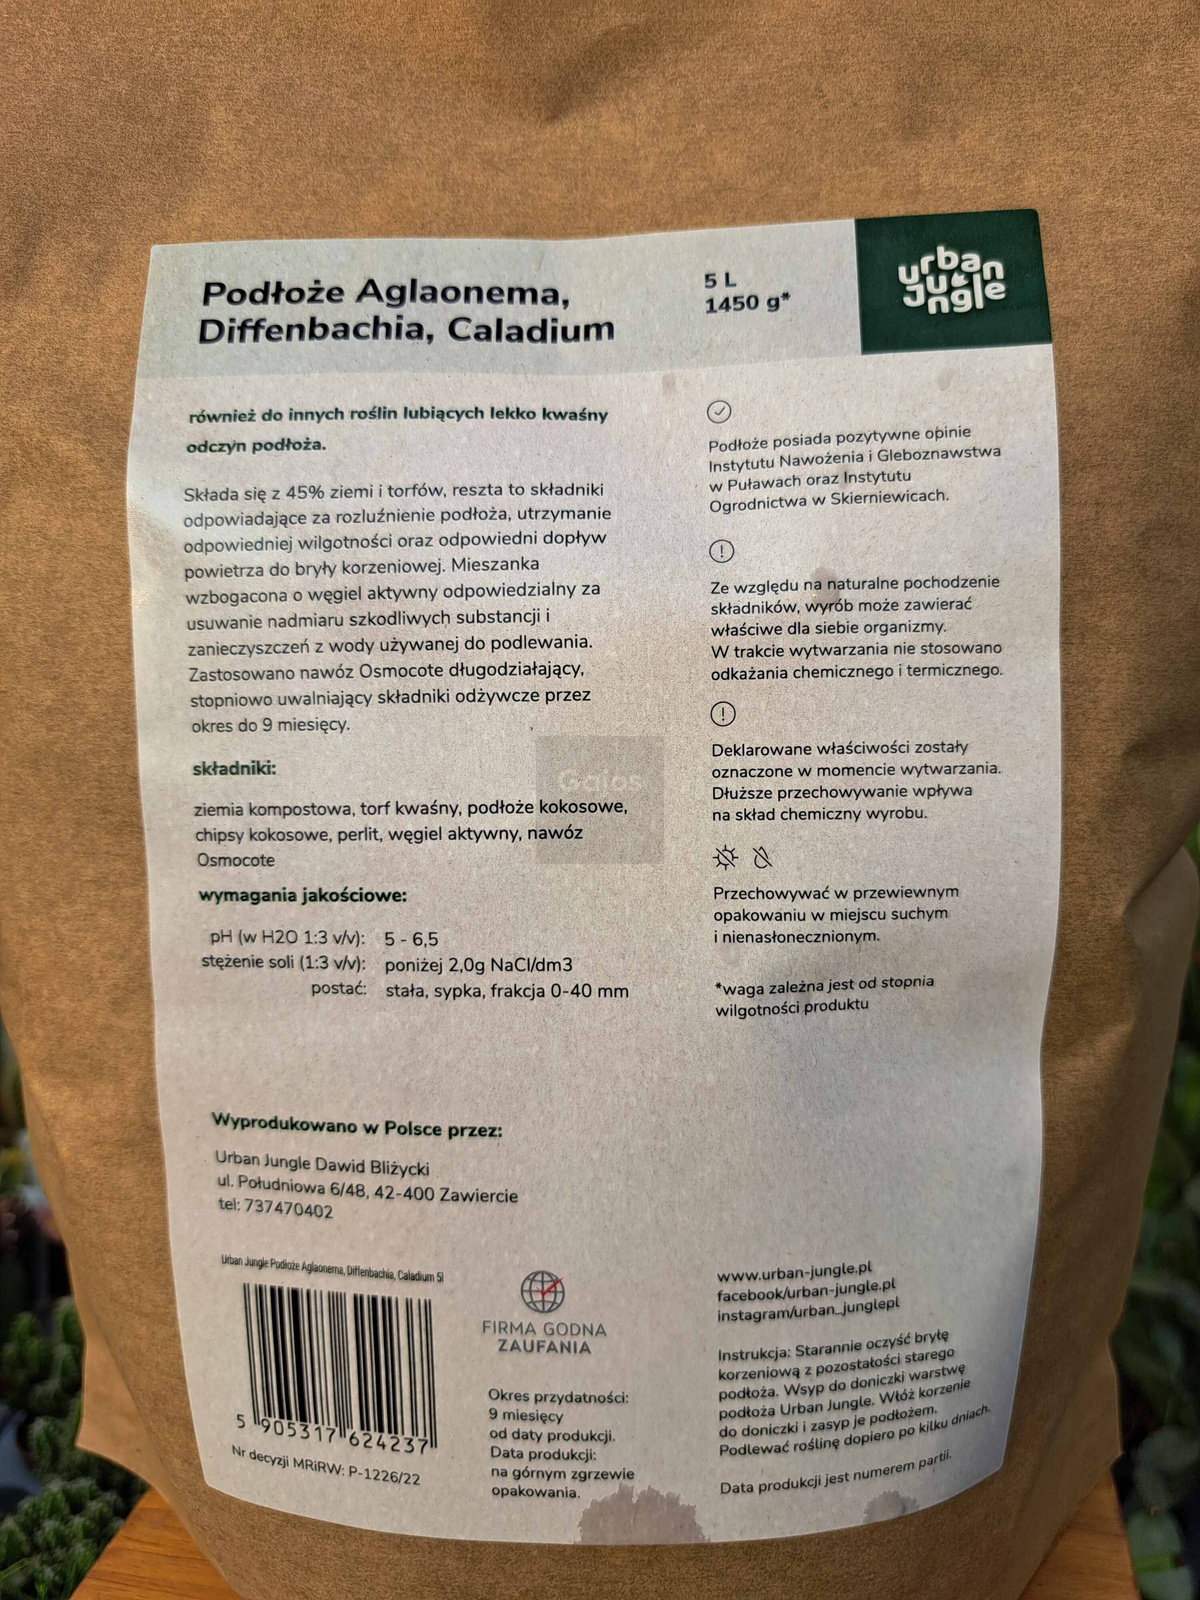 Podłoże Aglaonema,
Diffenbachia, Caladium
5 L
1450 g*
urban
Ju
ngle
również do innych roślin lubiących lekko kwaśny
odczyn podłoża.
Składa się z 45% ziemi i torfów, reszta to składniki
odpowiadające za rozluźnienie podłoża, utrzymanie
odpowiedniej wilgotności oraz odpowiedni dopływ
powietrza do bryły korzeniowej. Mieszanka
wzbogacona o węgiel aktywny odpowiedzialny za
usuwanie nadmiaru szkodliwych substancji i
zanieczyszczeń z wody używanej do podlewania.
Zastosowano nawóz Osmocote długodziałający,
stopniowo uwalniający składniki odżywcze przez
okres do 9 miesięcy.
składniki:
ziemia kompostowa, torf kwaśny, podłoże kokosowe,
chipsy kokosowe, perlit, węgiel aktywny, nawóz
Osmocote
wymagania jakościowe:
pH (w H2O 1:3 v/v): 5 - 6,5
stężenie soli (1:3 v/v): poniżej 2,0g NaCl/dm3
postać: stała, sypka, frakcja 0-40 mm
Podłoże posiada pozytywne opinie
Instytutu Nawożenia i Gleboznawstwa
w Puławach oraz Instytutu
Ogrodnictwa w Skierniewicach.
Ze względu na naturalne pochodzenie
składników, wyrób może zawierać
właściwe dla siebie organizmy.
W trakcie wytwarzania nie stosowano
odkażania chemicznego i termicznego.
Deklarowane właściwości zostały
oznaczone w momencie wytwarzania.
Dłuższe przechowywanie wpływa
na skład chemiczny wyrobu.
Przechowywać w przewiewnym
opakowaniu w miejscu suchym
i nienasłonecznionym.
*waga zależna jest od stopnia
wilgotności produktu
Gajos
Wyprodukowano w Polsce przez:
Urban Jungle Dawid Bliżycki
ul. Południowa 6/48, 42-400 Zawiercie
tel: 737470402
Urban Jungle Podłoże Aglaonema, Diffenbachia, Caladium 5l
5 905317 624237
Nr decyzji MRiRW: P-1226/22
FIRMA GODNA
ZAUFANIA
Okres przydatności:
9 miesięcy
od daty produkcji.
Data produkcji:
na górnym zgrzewie
opakowania.
www.urban-jungle.pl
facebook/urban-jungle.pl
instagram/urban_junglepl
Instrukcja: Starannie oczyść bryłę
korzeniową z pozostałości starego
podłoża. Wsyp do doniczki warstwę
podłoża Urban Jungle. Włóż korzenie
do doniczki i zasyp je podłożem.
Podlewać roślinę dopiero po kilku dniach.
Data produkcji jest numerem partii.